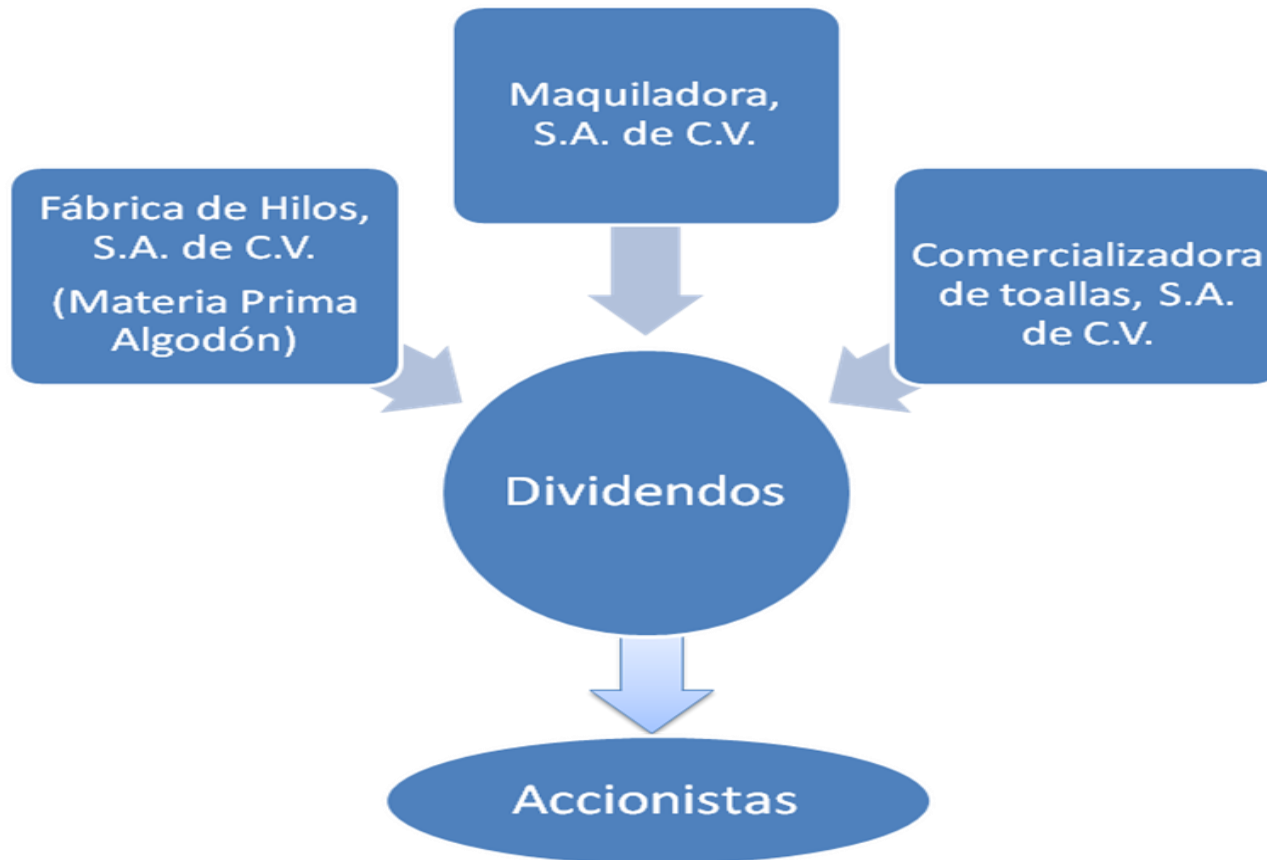 Maquiladora,
S.A. de C.V.
Fábrica de Hilos,
S.A. de C.V.
(Materia Prima
Algodón)
Comercializadora
de toallas, S.A.
de C.V.
Dividendos
Accionistas